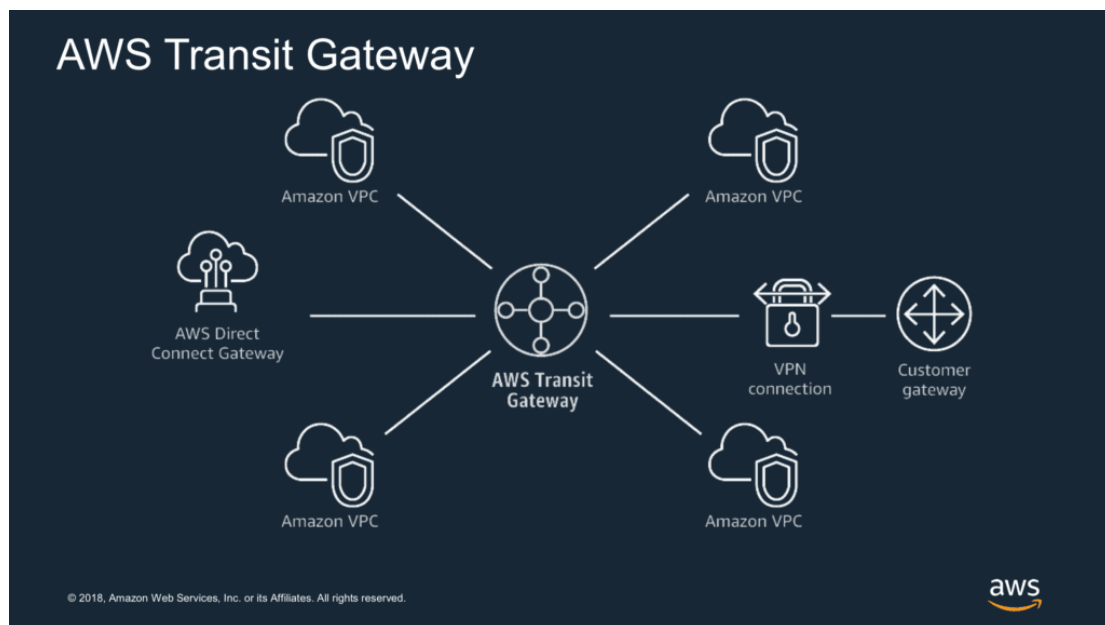 AWS Transit Gateway
Amazon VPC
Amazon VPC
AWS Direct
Connect Gateway
AWS Transit
Gateway
VPN
connection
Customer
gateway
Amazon VPC
Amazon VPC
© 2018, Amazon Web Services, Inc. or its Affiliates. All rights reserved.
aws